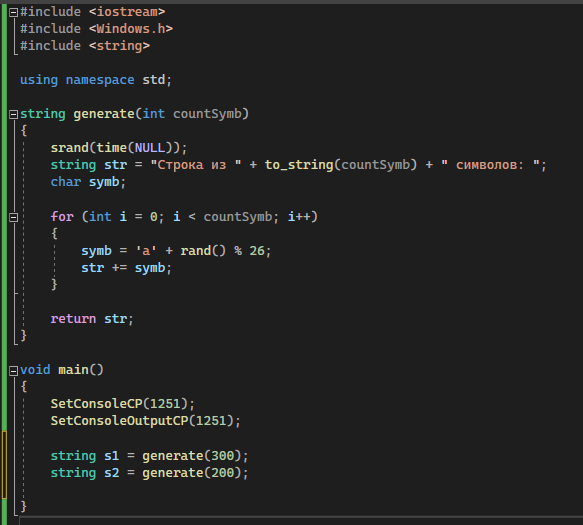 #include <iostream>
#include <Windows.h>
#include <string>
using namespace std;
string generate(int countSymb)
{
srand(time(NULL));
string str = "Строка из " + to_string(countSymb) + " символов: ";
char symb;
for (int i = 0; i < countSymb; i++)
{
symb = 'a' + rand() % 26;
str += symb;
}
return str;
}
void main()
{
SetConsoleCP(1251);
SetConsoleOutputCP(1251);
string s1 = generate(300);
string s2 = generate(200);
}